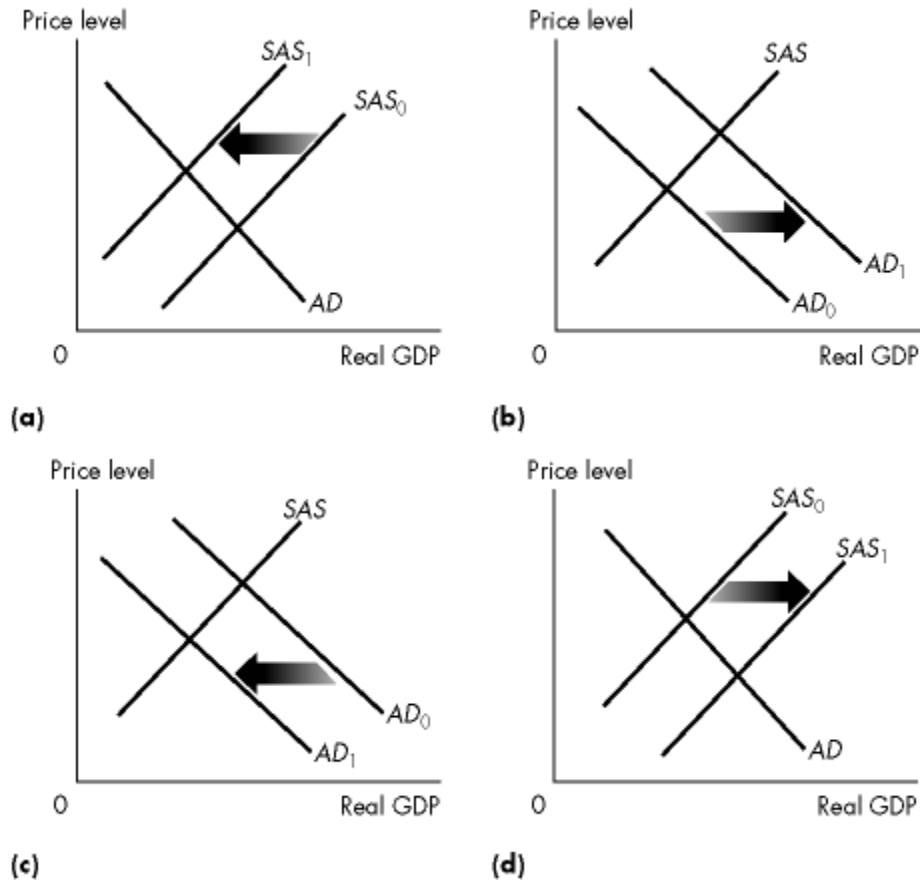 Price level
SAS₁
SAS₀
AD
0
Real GDP
(a)
Price level
SAS
AD₁
AD₀
0
Real GDP
(b)
Price level
SAS
AD₀
AD₁
0
Real GDP
(c)
Price level
SAS₀
SAS₁
AD
0
Real GDP
(d)